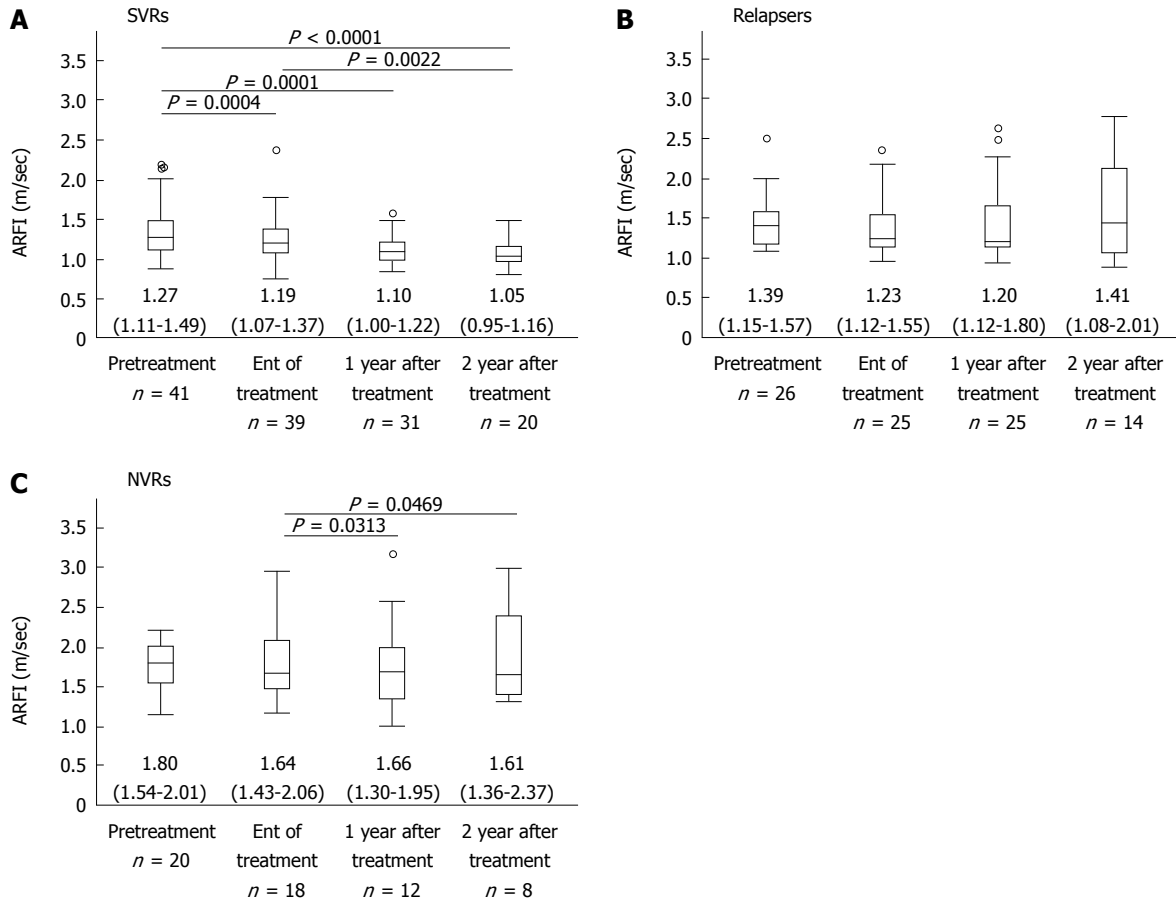 A
SVRs
P < 0.0001
P = 0.0022
P = 0.0001
P = 0.0004
3.5
3.0
2.5
2.0
1.5
1.0
0.5
0
ARFI (m/sec)
1.27
1.19
1.10
1.05
(1.11-1.49)
(1.07-1.37)
(1.00-1.22)
(0.95-1.16)
Pretreatment
n = 41
Ent of
treatment
n = 39
1 year after
treatment
n = 31
2 year after
treatment
n = 20
B
Relapsers
3.5
3.0
2.5
2.0
1.5
1.0
0.5
0
ARFI (m/sec)
1.39
1.23
1.20
1.41
(1.15-1.57)
(1.12-1.55)
(1.12-1.80)
(1.08-2.01)
Pretreatment
n = 26
Ent of
treatment
n = 25
1 year after
treatment
n = 25
2 year after
treatment
n = 14
C
NVRs
P = 0.0469
P = 0.0313
3.5
3.0
2.5
2.0
1.5
1.0
0.5
0
ARFI (m/sec)
1.80
1.64
1.66
1.61
(1.54-2.01)
(1.43-2.06)
(1.30-1.95)
(1.36-2.37)
Pretreatment
n = 20
Ent of
treatment
n = 18
1 year after
treatment
n = 12
2 year after
treatment
n = 8